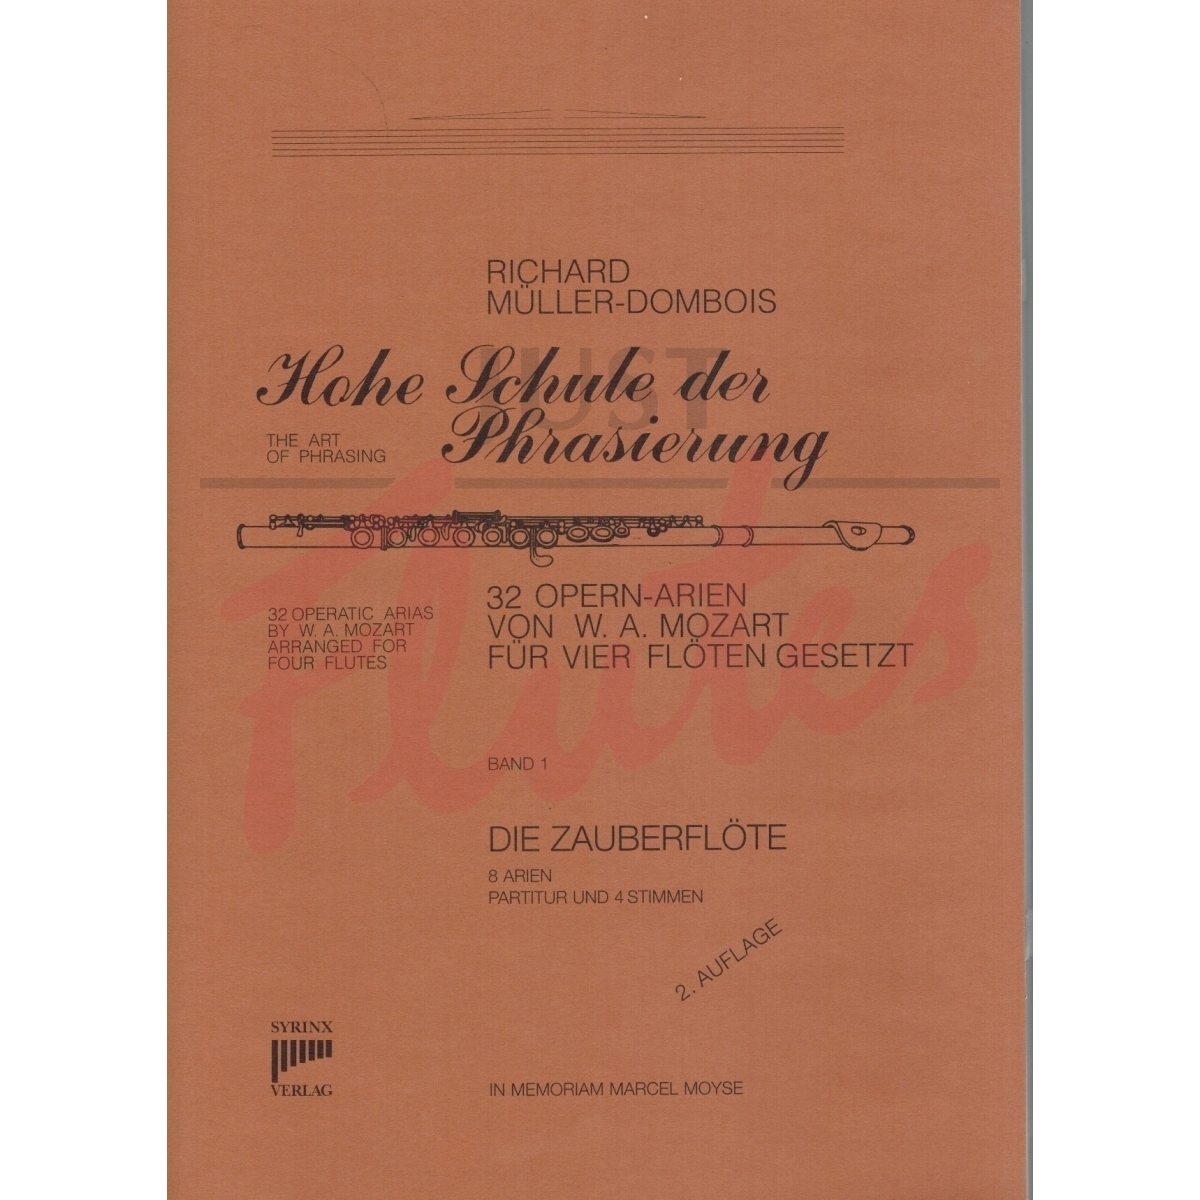 RICHARD
MÜLLER-DOMBOIS
Hohe Schule der
Phrasierung
THE ART
OF PHRASING
32 OPERATIC ARIAS
BY W. A. MOZART
ARRANGED FOR
FOUR FLUTES
32 OPERN-ARIEN
VON W. A. MOZART
FÜR VIER FLÖTEN GESETZT
BAND 1
DIE ZAUBERFLÖTE
8 ARIEN
PARTITUR UND 4 STIMMEN
2. AUFLAGE
SYRINX
VERLAG
IN MEMORIAM MARCEL MOYSE
JUST
Flutes